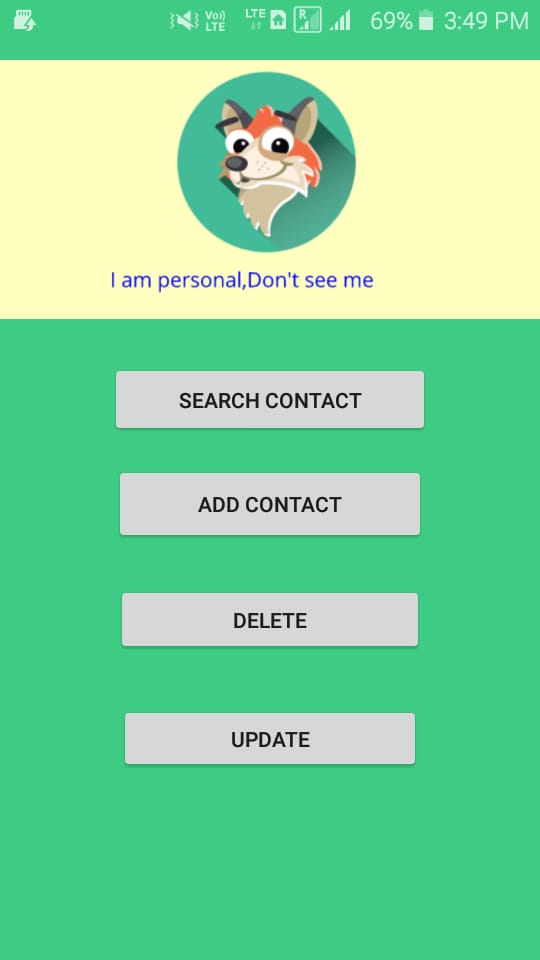 Vo)) LTE LTE R 69% 3:49 PM
I am personal,Don't see me
SEARCH CONTACT
ADD CONTACT
DELETE
UPDATE